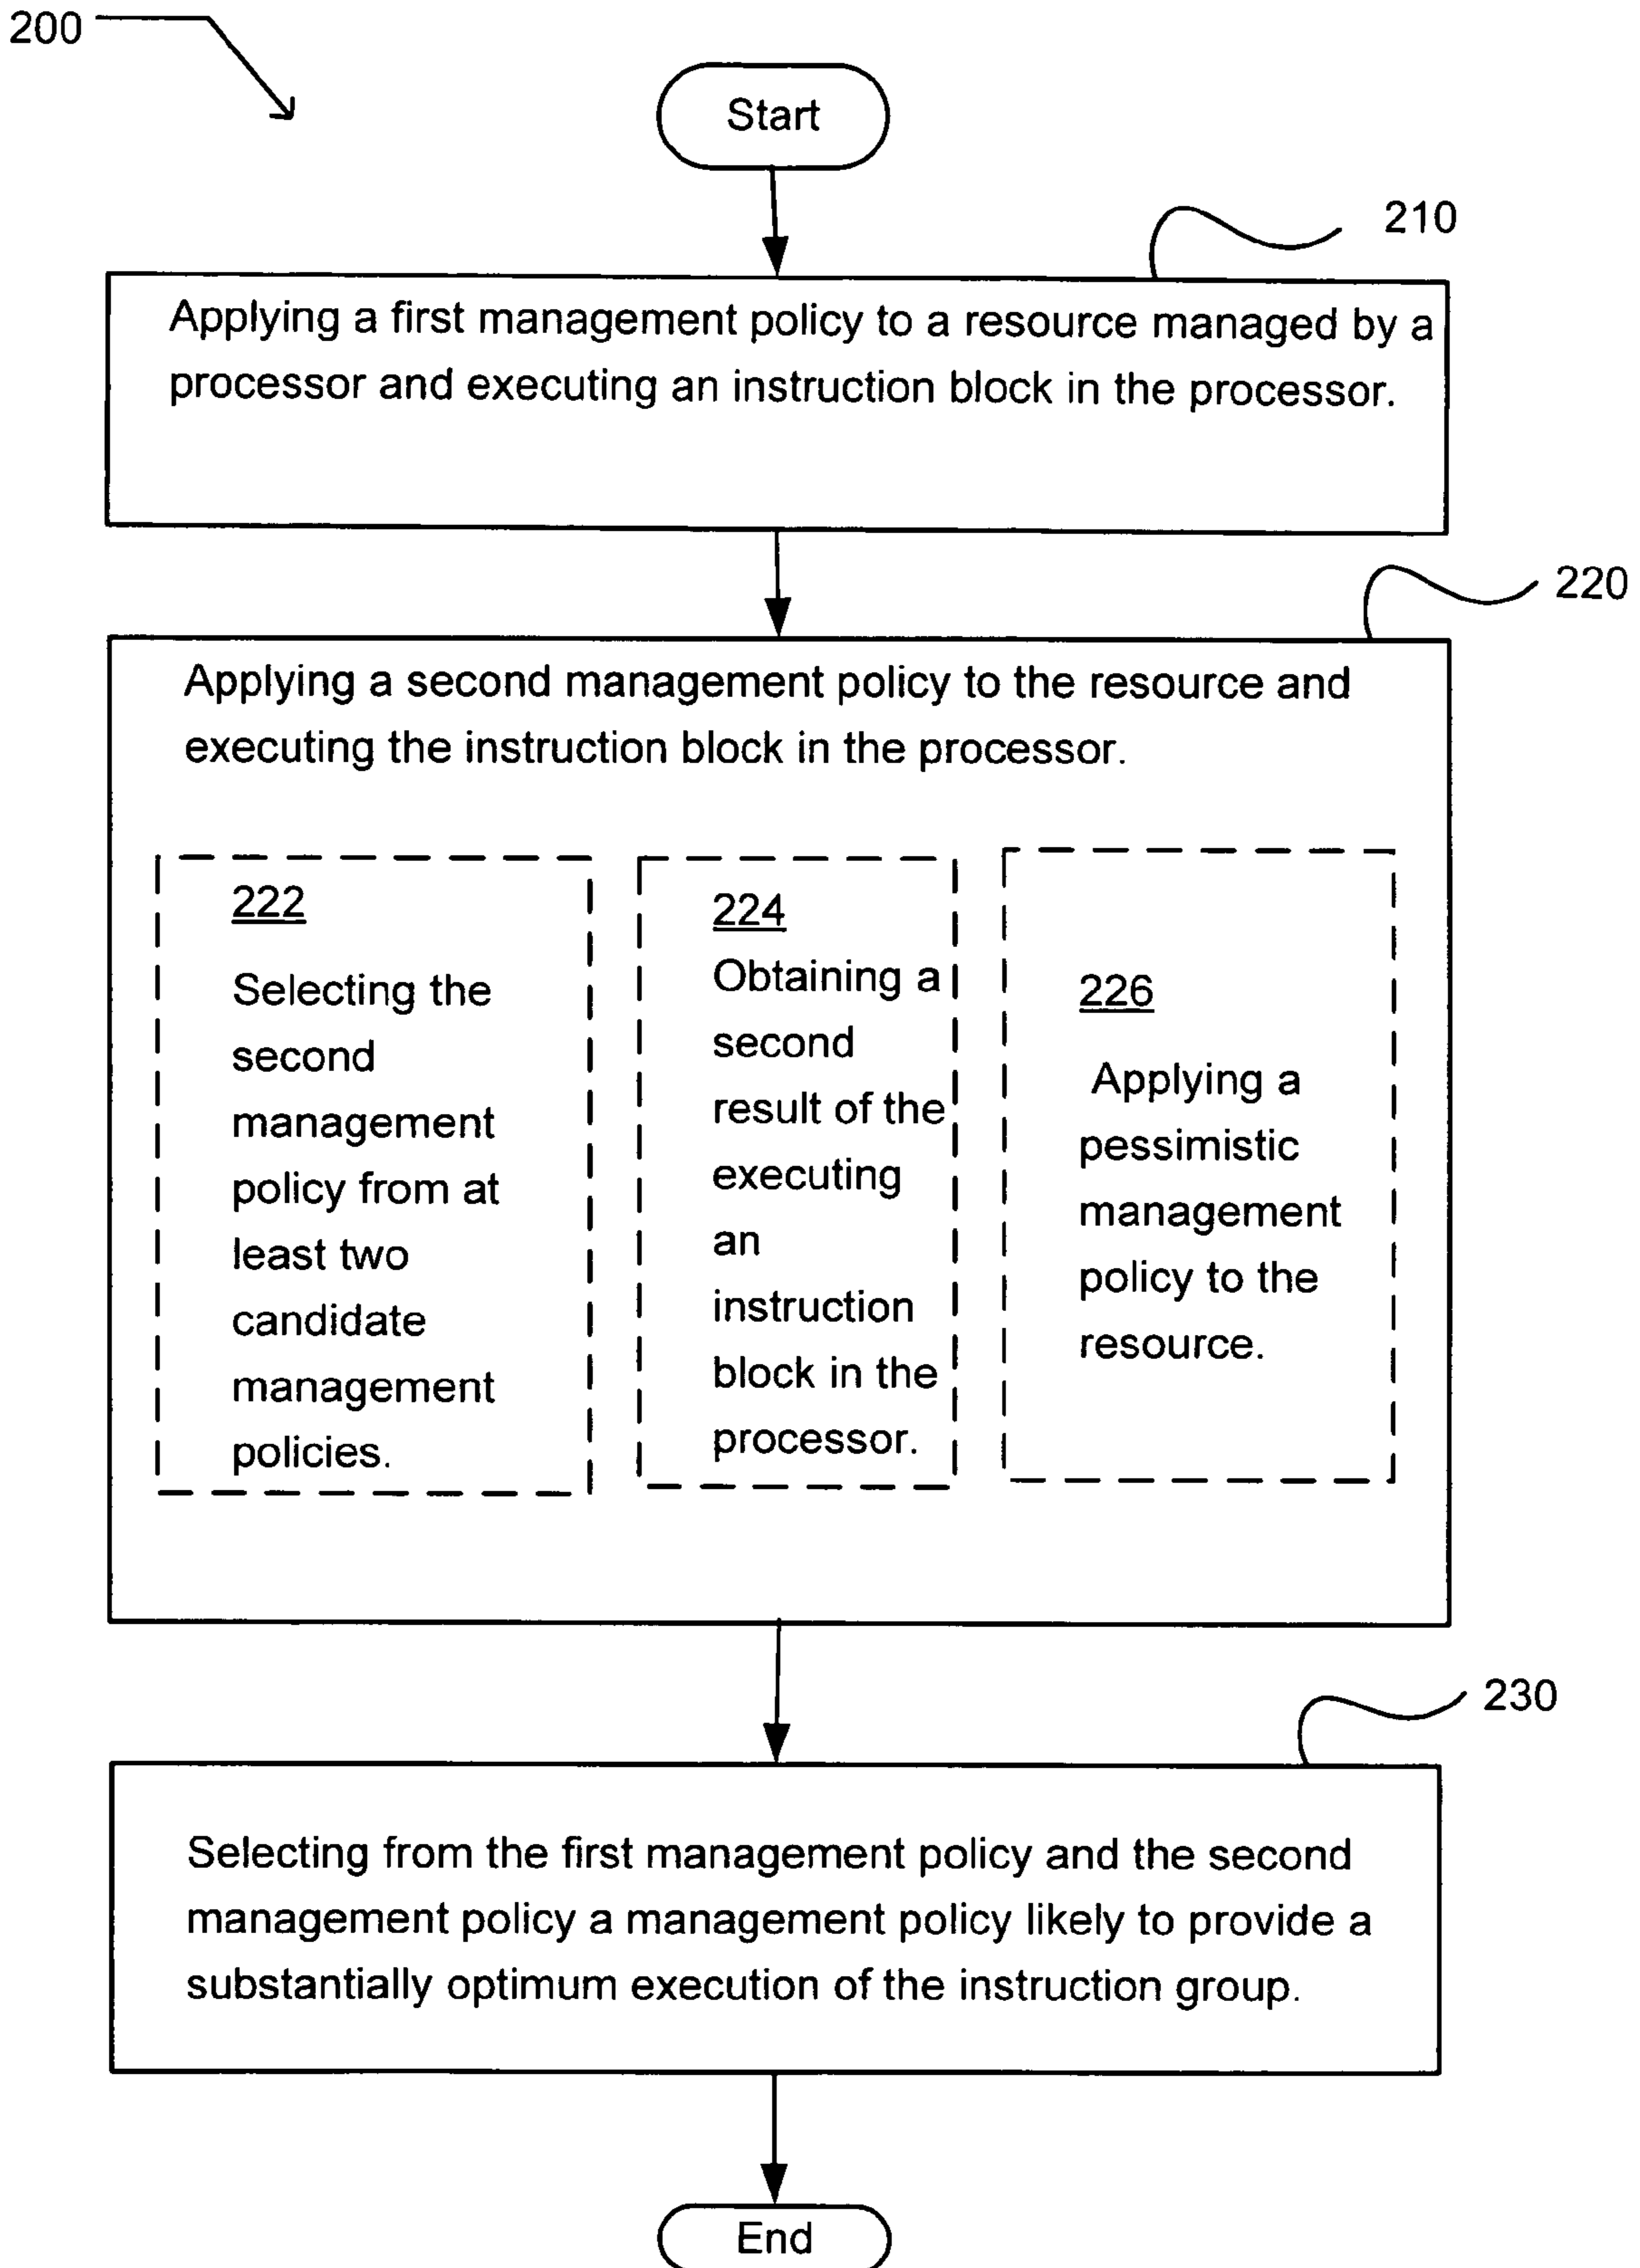 200
Start
210
Applying a first management policy to a resource managed by a
processor and executing an instruction block in the processor.
220
Applying a second management policy to the resource and
executing the instruction block in the processor.
222
Selecting the
second
management
policy from at
least two
candidate
management
policies.
224
Obtaining a
second
result of the
executing
an
instruction
block in the
processor.
226
Applying a
pessimistic
management
policy to the
resource.
230
Selecting from the first management policy and the second
management policy a management policy likely to provide a
substantially optimum execution of the instruction group.
End